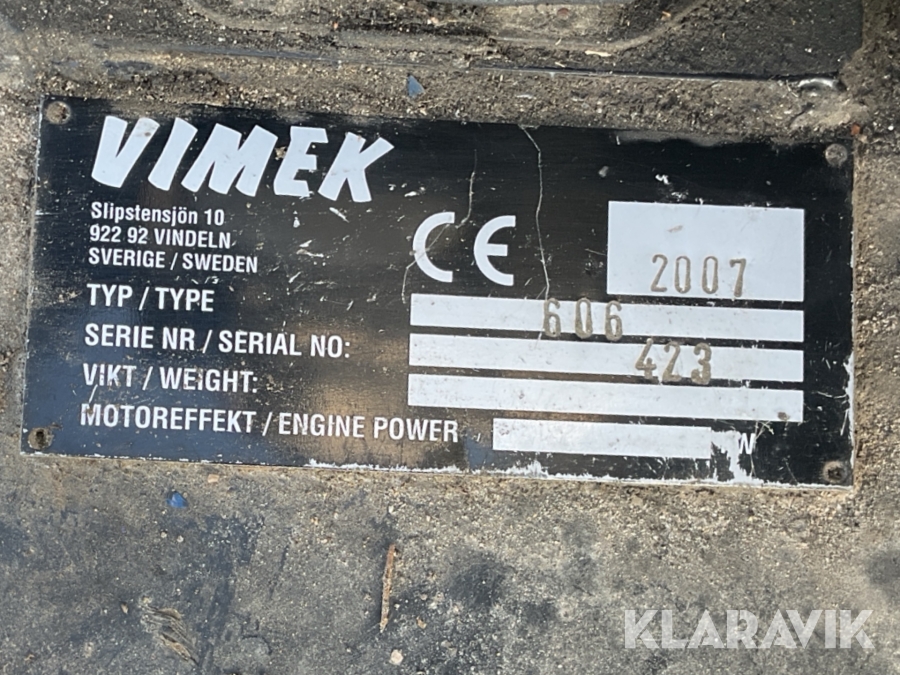 VIMEK
Slipstensjön 10
922 92 VINDELN
SVERIGE / SWEDEN
CE
2007
TYP / TYPE 606
SERIE NR / SERIAL NO: 423
VIKT / WEIGHT:
MOTOREFFEKT / ENGINE POWER W
KLARAVIK